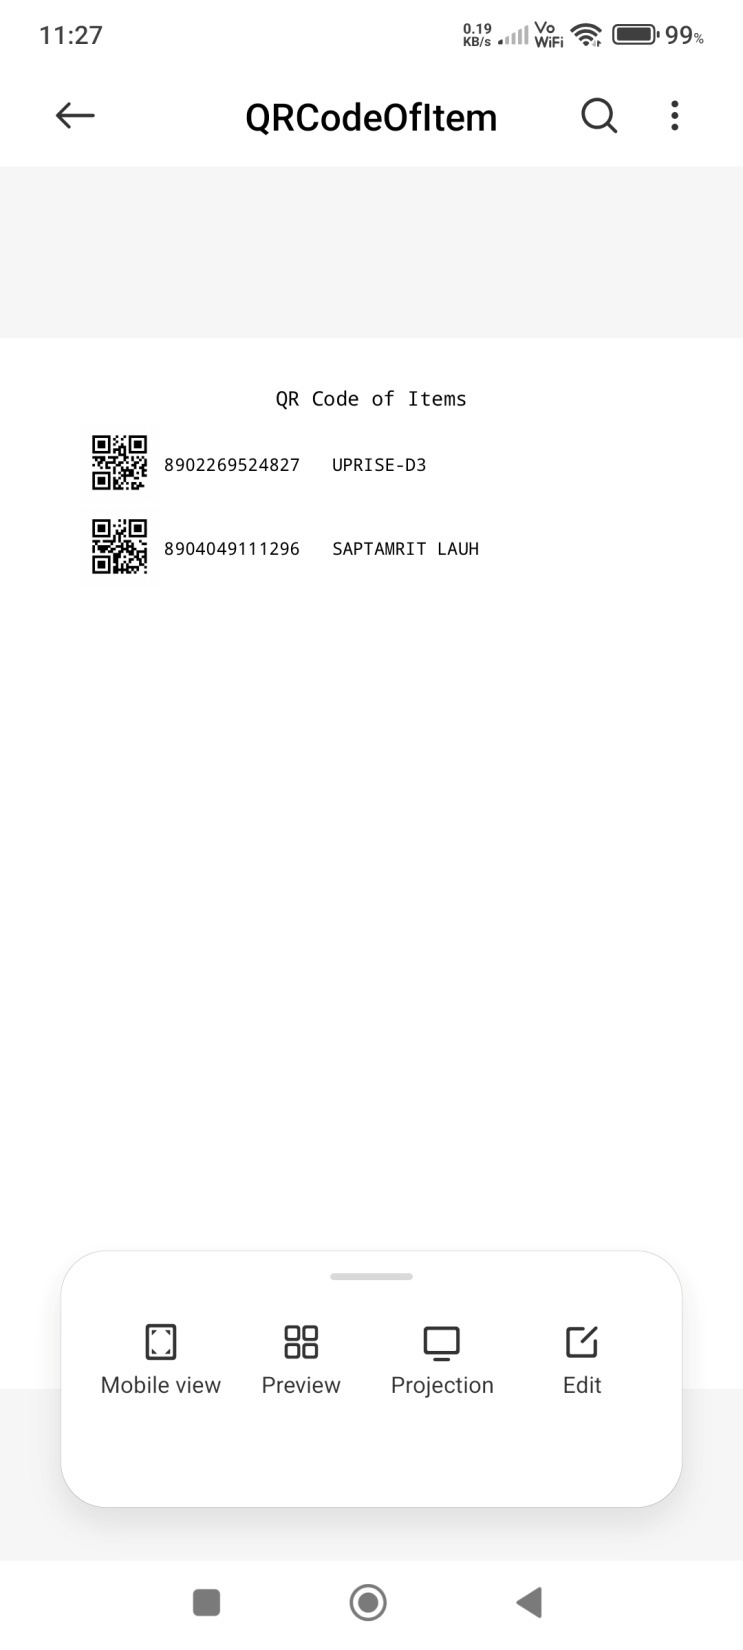 11:27
0.19 KB/s Vo WiFi 99%
QRCodeOfItem
QR Code of Items
8902269524827 UPRISE-D3
8904049111296 SAPTAMRIT LAUH
Mobile view Preview Projection Edit